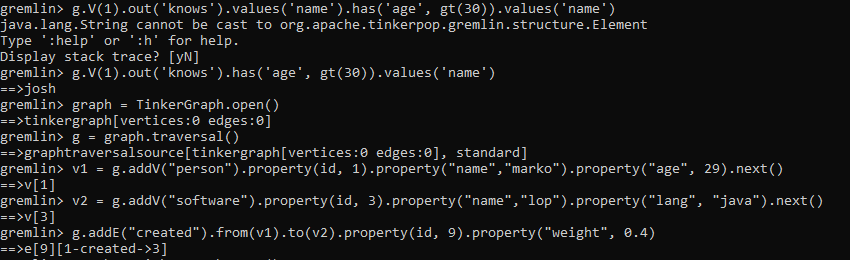 gremlin> g.V(1).out('knows').values('name').has('age', gt(30)).values('name')
java.lang.String cannot be cast to org.apache.tinkerpop.gremlin.structure.Element
Type ':help' or ':h' for help.
Display stack trace? [yN]
gremlin> g.V(1).out('knows').has('age', gt(30)).values('name')
==>josh
gremlin> graph = TinkerGraph.open()
==>tinkergraph[vertices:0 edges:0]
gremlin> g = graph.traversal()
==>graphtraversalsource[tinkergraph[vertices:0 edges:0], standard]
gremlin> v1 = g.addV("person").property(id, 1).property("name","marko").property("age", 29).next()
==>v[1]
gremlin> v2 = g.addV("software").property(id, 3).property("name","lop").property("lang", "java").next()
==>v[3]
gremlin> g.addE("created").from(v1).to(v2).property(id, 9).property("weight", 0.4)
==>e[9][1-created->3]